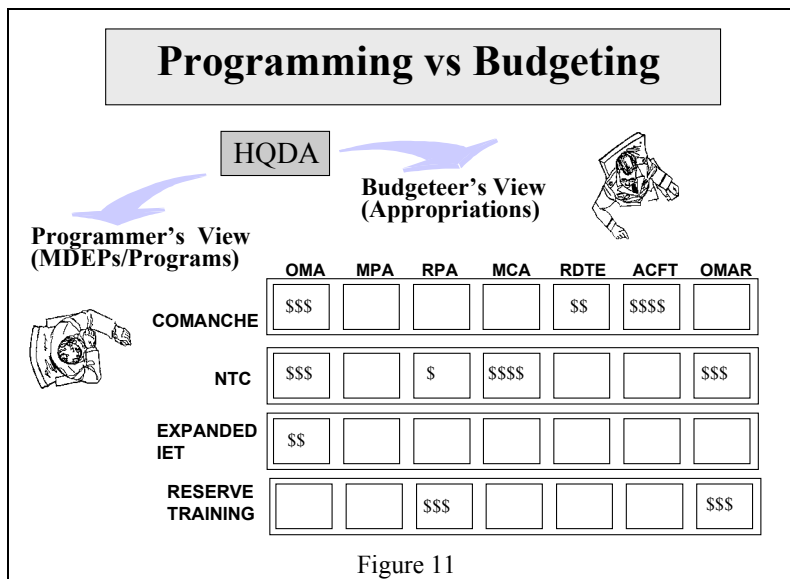 Programming vs Budgeting
HQDA
Budgeteer's View
(Appropriations)
Programmer's View
(MDEPs/Programs)
OMA MPA RPA MCA RDTE ACFT OMAR
COMANCHE $$$ $$ $$$$
NTC $$$ $ $$$$ $$$
EXPANDED
IET $$
RESERVE
TRAINING $$$ $$$
Figure 11